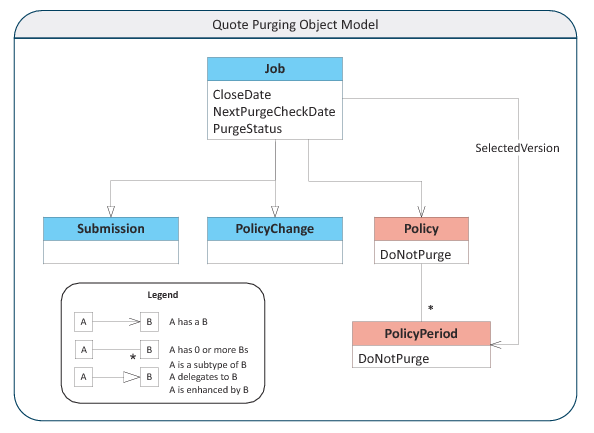 Quote Purging Object Model
Job
CloseDate
NextPurgeCheckDate
PurgeStatus
SelectedVersion
Submission
PolicyChange
Policy
DoNotPurge
*
PolicyPeriod
DoNotPurge
Legend
A B A has a B
A B A has 0 or more Bs
*
A is a subtype of B
A B A delegates to B
A is enhanced by B